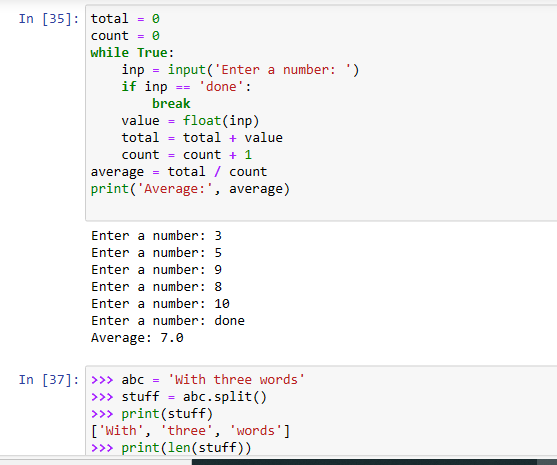 In [35]: total = 0
count = 0
while True:
    inp = input('Enter a number: ')
    if inp == 'done':
        break
    value = float(inp)
    total = total + value
    count = count + 1
average = total / count
print('Average:', average)
Enter a number: 3
Enter a number: 5
Enter a number: 9
Enter a number: 8
Enter a number: 10
Enter a number: done
Average: 7.0
In [37]: >>> abc = 'With three words'
>>> stuff = abc.split()
>>> print(stuff)
['With', 'three', 'words']
>>> print(len(stuff))